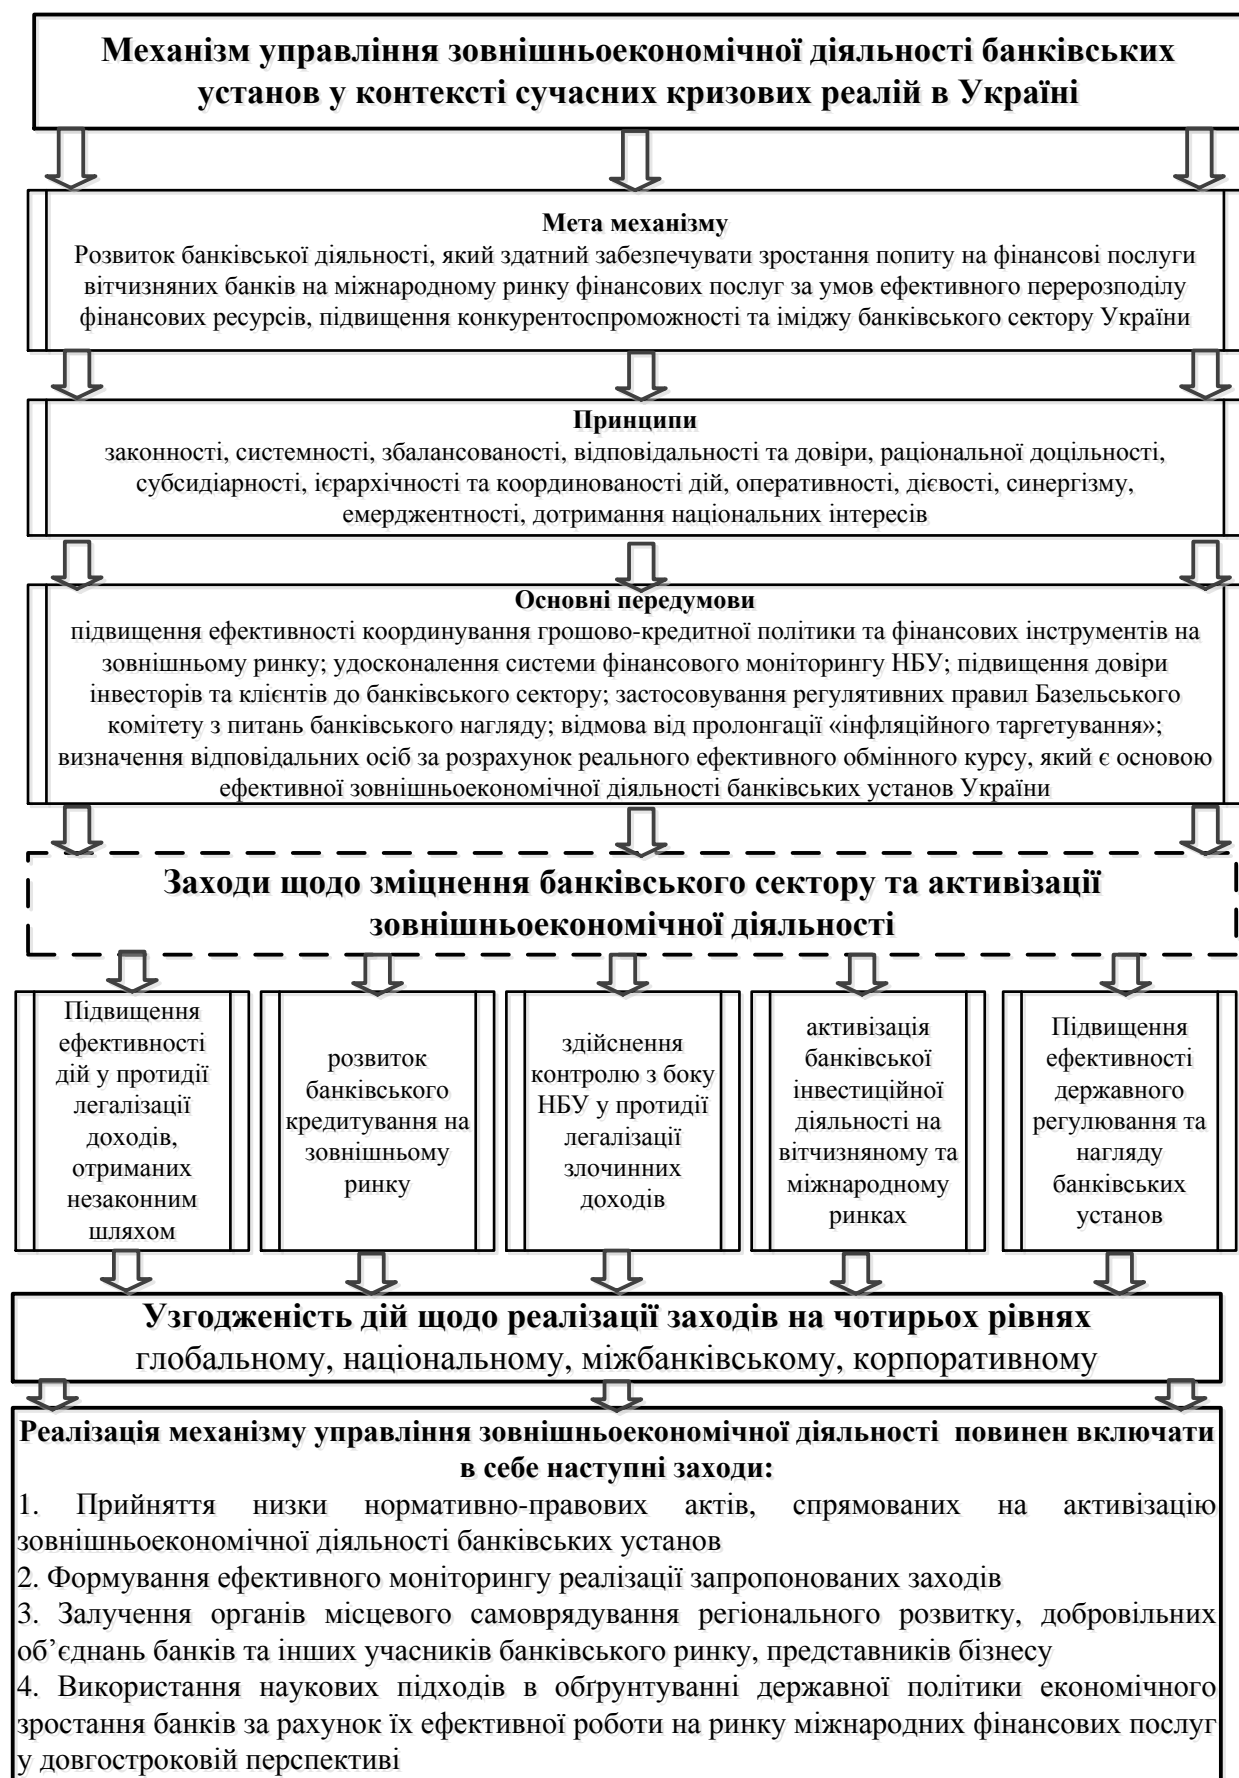 Механізм управління зовнішньоекономічної діяльності банківських
установ у контексті сучасних кризових реалій в Україні
Мета механізму
Розвиток банківської діяльності, який здатний забезпечувати зростання попиту на фінансові послуги
вітчизняних банків на міжнародному ринку фінансових послуг за умов ефективного перерозподілу
фінансових ресурсів, підвищення конкурентоспроможності та іміджу банківського сектору України
Принципи
законності, системності, збалансованості, відповідальності та довіри, раціональної доцільності,
субсидіарності, ієрархічності та координованості дій, оперативності, дієвості, синергізму,
емерджентності, дотримання національних інтересів
Основні передумови
підвищення ефективності координування грошово-кредитної політики та фінансових інструментів на
зовнішньому ринку; удосконалення системи фінансового моніторингу НБУ; підвищення довіри
інвесторів та клієнтів до банківського сектору; застосовування регулятивних правил Базельського
комітету з питань банківського нагляду; відмова від пролонгації «інфляційного таргетування»;
визначення відповідальних осіб за розрахунок реального ефективного обмінного курсу, який є основою
ефективної зовнішньоекономічної діяльності банківських установ України
Заходи щодо зміцнення банківського сектору та активізації
зовнішньоекономічної діяльності
Підвищення
ефективності
дій у протидії
легалізації
доходів,
отриманих
незаконним
шляхом
розвиток
банківського
кредитування на
зовнішньому
ринку
здійснення
контролю з боку
НБУ у протидії
легалізації
злочинних
доходів
активізація
банківської
інвестиційної
діяльності на
вітчизняному та
міжнародному
ринках
Підвищення
ефективності
державного
регулювання та
нагляду
банківських
установ
Узгодженість дій щодо реалізації заходів на чотирьох рівнях
глобальному, національному, міжбанківському, корпоративному
Реалізація механізму управління зовнішньоекономічної діяльності повинен включати
в себе наступні заходи:
1. Прийняття низки нормативно-правових актів, спрямованих на активізацію
зовнішньоекономічної діяльності банківських установ
2. Формування ефективного моніторингу реалізації запропонованих заходів
3. Залучення органів місцевого самоврядування регіонального розвитку, добровільних
об’єднань банків та інших учасників банківського ринку, представників бізнесу
4. Використання наукових підходів в обґрунтуванні державної політики економічного
зростання банків за рахунок їх ефективної роботи на ринку міжнародних фінансових послуг
у довгостроковій перспективі